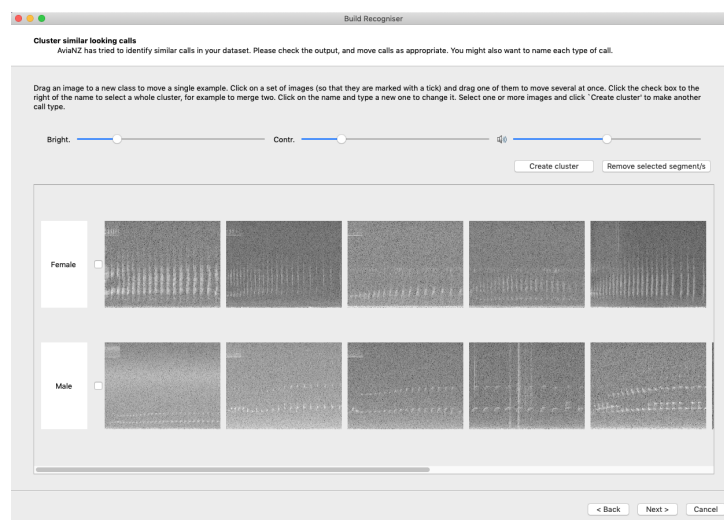 Build Recogniser
Cluster similar looking calls
AviaNZ has tried to identify similar calls in your dataset. Please check the output, and move calls as appropriate. You might also want to name each type of call.
Drag an image to a new class to move a single example. Click on a set of images (so that they are marked with a tick) and drag one of them to move several at once. Click the check box to the
right of the name to select a whole cluster, for example to merge two. Click on the name and type a new one to change it. Select one or more images and click `Create cluster' to make another
call type.
Bright. Contr.
Create cluster Remove selected segment/s
Female
Male
< Back Next > Cancel